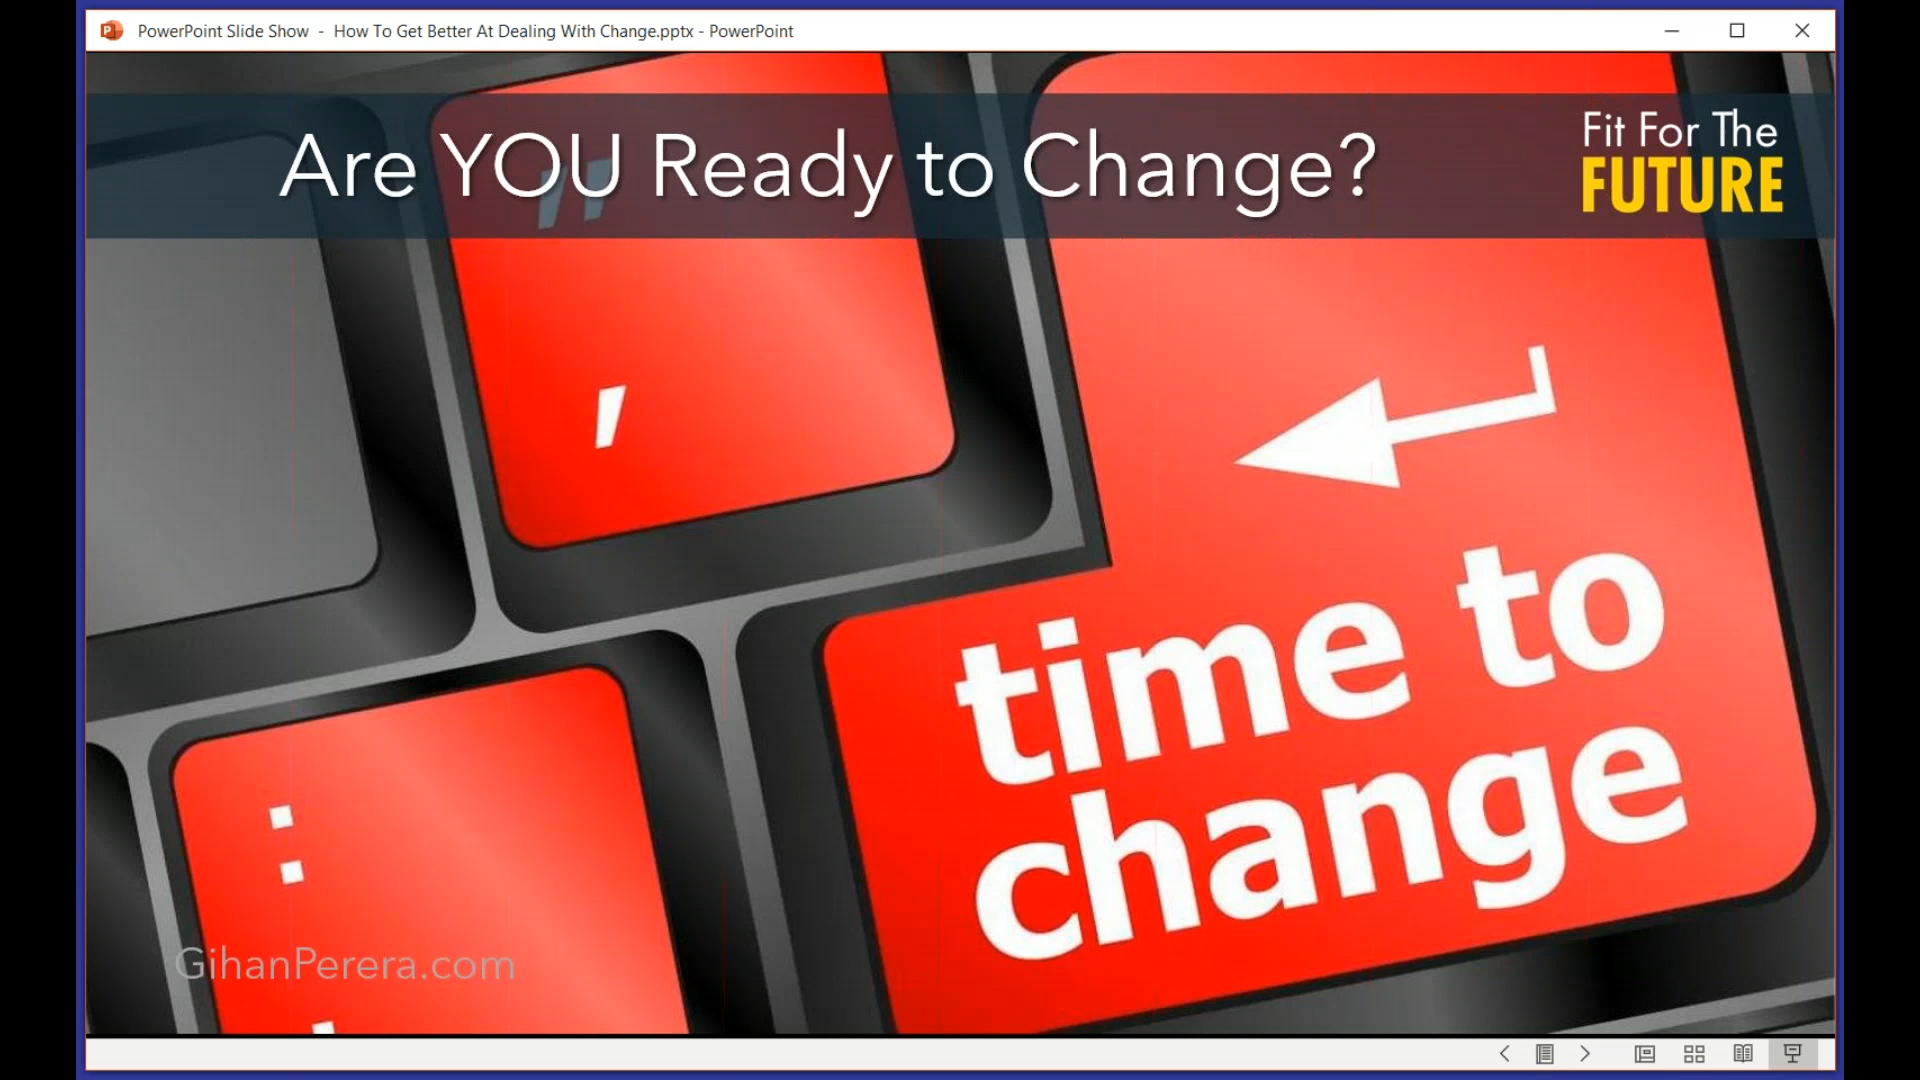 PowerPoint Slide Show - How To Get Better At Dealing With Change.pptx - PowerPoint
Are YOU Ready to Change?
Fit For The
FUTURE
"
,
time to
change
:
GihanPerera.com